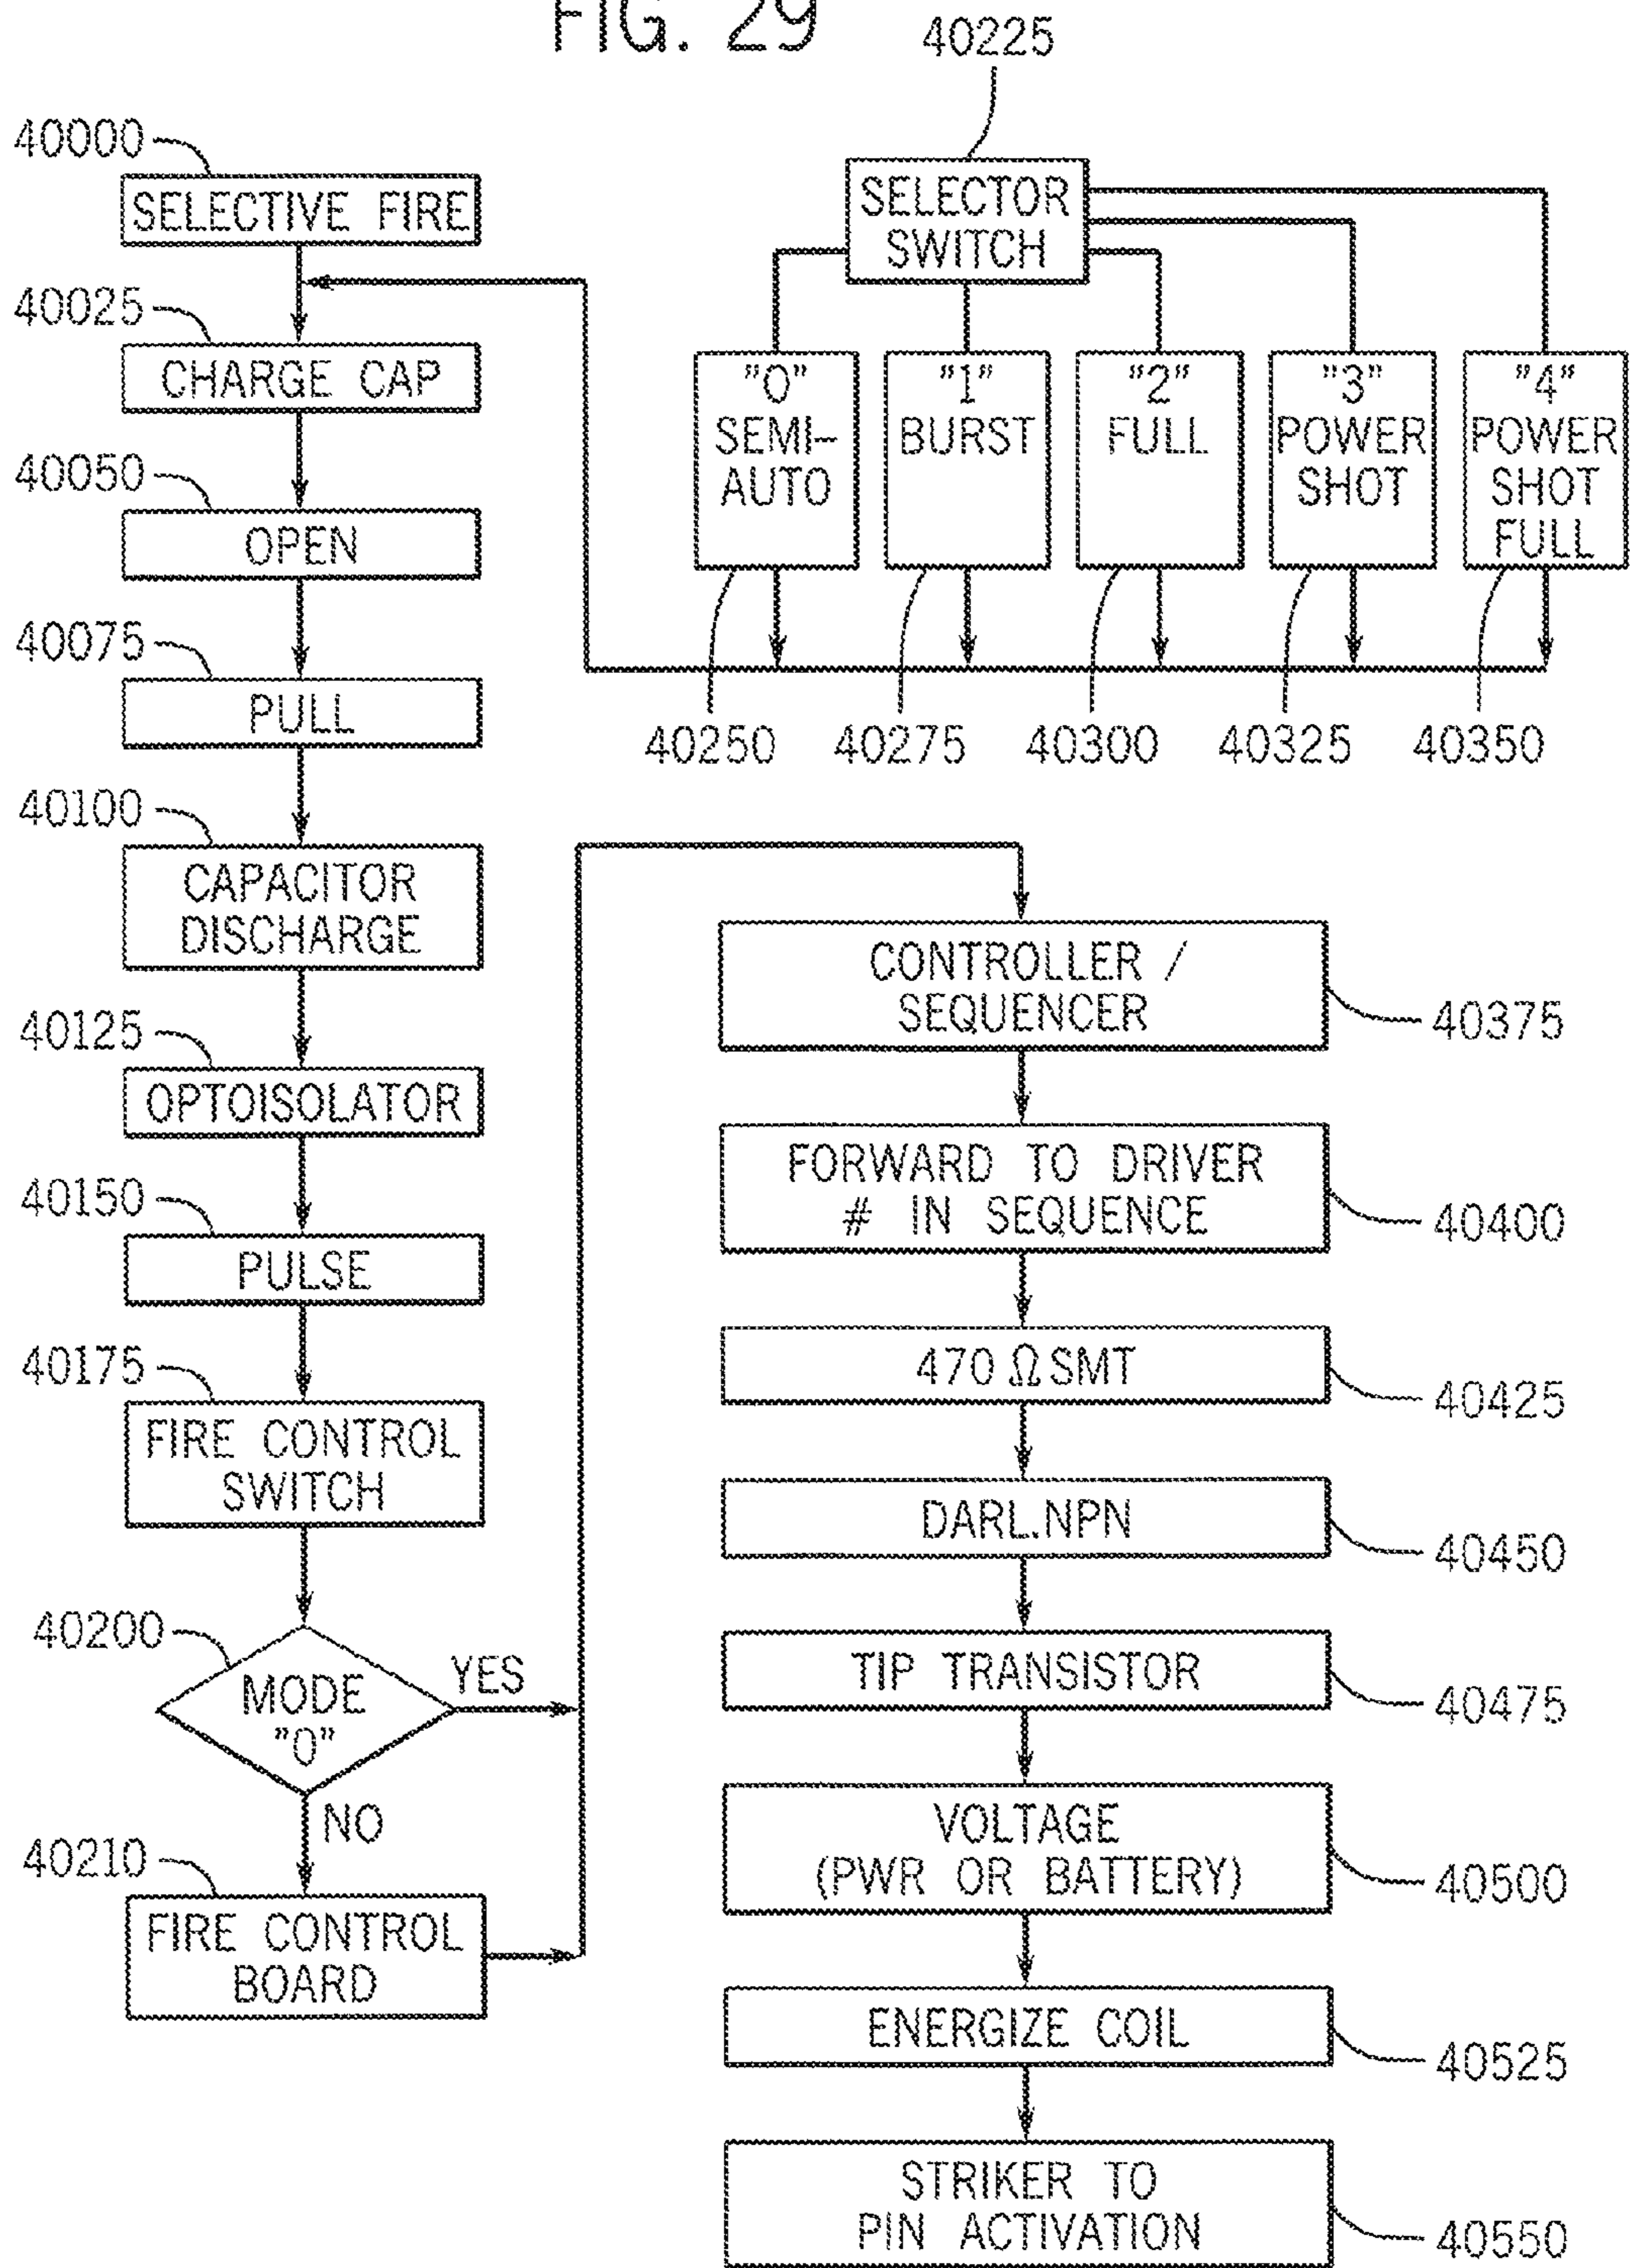 FIG. 29
40225
40000
SELECTIVE FIRE
40025
CHARGE CAP
40050
OPEN
40075
PULL
40100
CAPACITOR
DISCHARGE
40125
OPTOISOLATOR
40150
PULSE
40175
FIRE CONTROL
SWITCH
40200
MODE
"0"
YES
NO
40210
FIRE CONTROL
BOARD
SELECTOR
SWITCH
"0"
SEMI-
AUTO
"1"
BURST
"2"
FULL
"3"
POWER
SHOT
"4"
POWER
SHOT
FULL
40250
40275
40300
40325
40350
CONTROLLER /
SEQUENCER
40375
FORWARD TO DRIVER
# IN SEQUENCE
40400
470 Ω SMT
40425
DARL.NPN
40450
TIP TRANSISTOR
40475
VOLTAGE
(PWR OR BATTERY)
40500
ENERGIZE COIL
40525
STRIKER TO
PIN ACTIVATION
40550